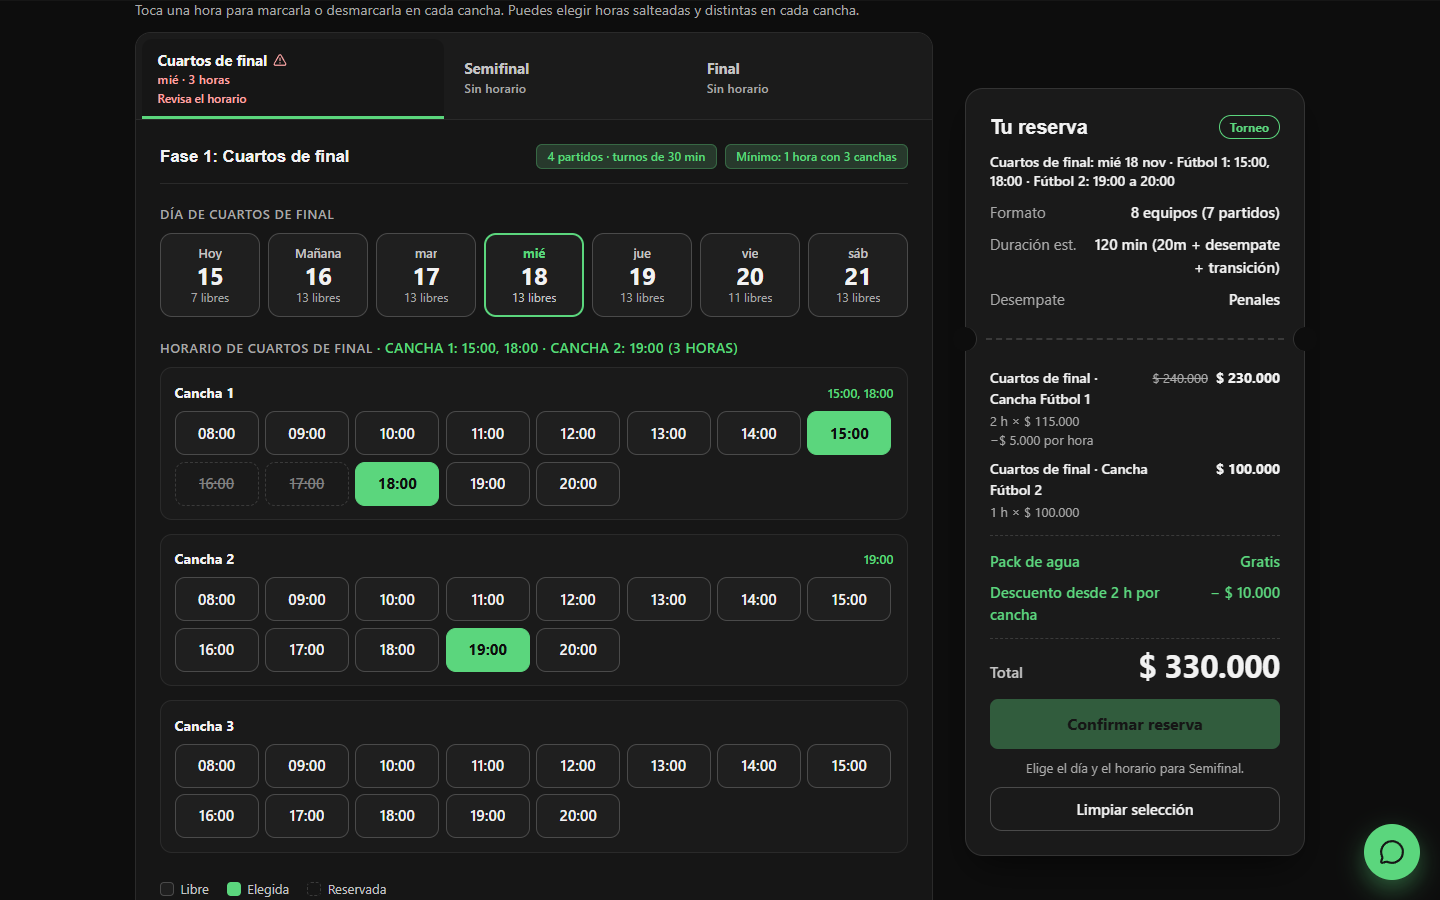 Toca una hora para marcarla o desmarcarla en cada cancha. Puedes elegir horas salteadas y distintas en cada cancha.
Cuartos de final
mié · 3 horas
Revisa el horario
Semifinal
Sin horario
Final
Sin horario
Fase 1: Cuartos de final
4 partidos · turnos de 30 min
Mínimo: 1 hora con 3 canchas
DÍA DE CUARTOS DE FINAL
Hoy
15
7 libres
Mañana
16
13 libres
mar
17
13 libres
mié
18
13 libres
jue
19
13 libres
vie
20
11 libres
sáb
21
13 libres
HORARIO DE CUARTOS DE FINAL · CANCHA 1: 15:00, 18:00 · CANCHA 2: 19:00 (3 HORAS)
Cancha 1
15:00, 18:00
08:00 09:00 10:00 11:00 12:00 13:00 14:00 15:00
16:00 17:00 18:00 19:00 20:00
Cancha 2
19:00
08:00 09:00 10:00 11:00 12:00 13:00 14:00 15:00
16:00 17:00 18:00 19:00 20:00
Cancha 3
08:00 09:00 10:00 11:00 12:00 13:00 14:00 15:00
16:00 17:00 18:00 19:00 20:00
Libre
Elegida
Reservada
Tu reserva
Torneo
Cuartos de final: mié 18 nov · Fútbol 1: 15:00,
18:00 · Fútbol 2: 19:00 a 20:00
Formato
8 equipos (7 partidos)
Duración est.
120 min (20m + desempate
+ transición)
Desempate
Penales
Cuartos de final ·
Cancha Fútbol 1
$ 240.000 $ 230.000
2 h × $ 115.000
−$ 5.000 por hora
Cuartos de final · Cancha
Fútbol 2
$ 100.000
1 h × $ 100.000
Pack de agua
Gratis
Descuento desde 2 h por
cancha
− $ 10.000
Total
$ 330.000
Confirmar reserva
Elige el día y el horario para Semifinal.
Limpiar selección